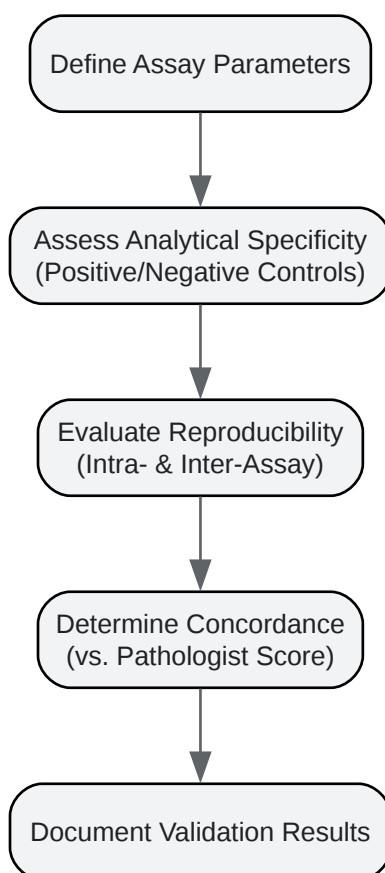 Define Assay Parameters
Assess Analytical Specificity
(Positive/Negative Controls)
Evaluate Reproducibility
(Intra- & Inter-Assay)
Determine Concordance
(vs. Pathologist Score)
Document Validation Results